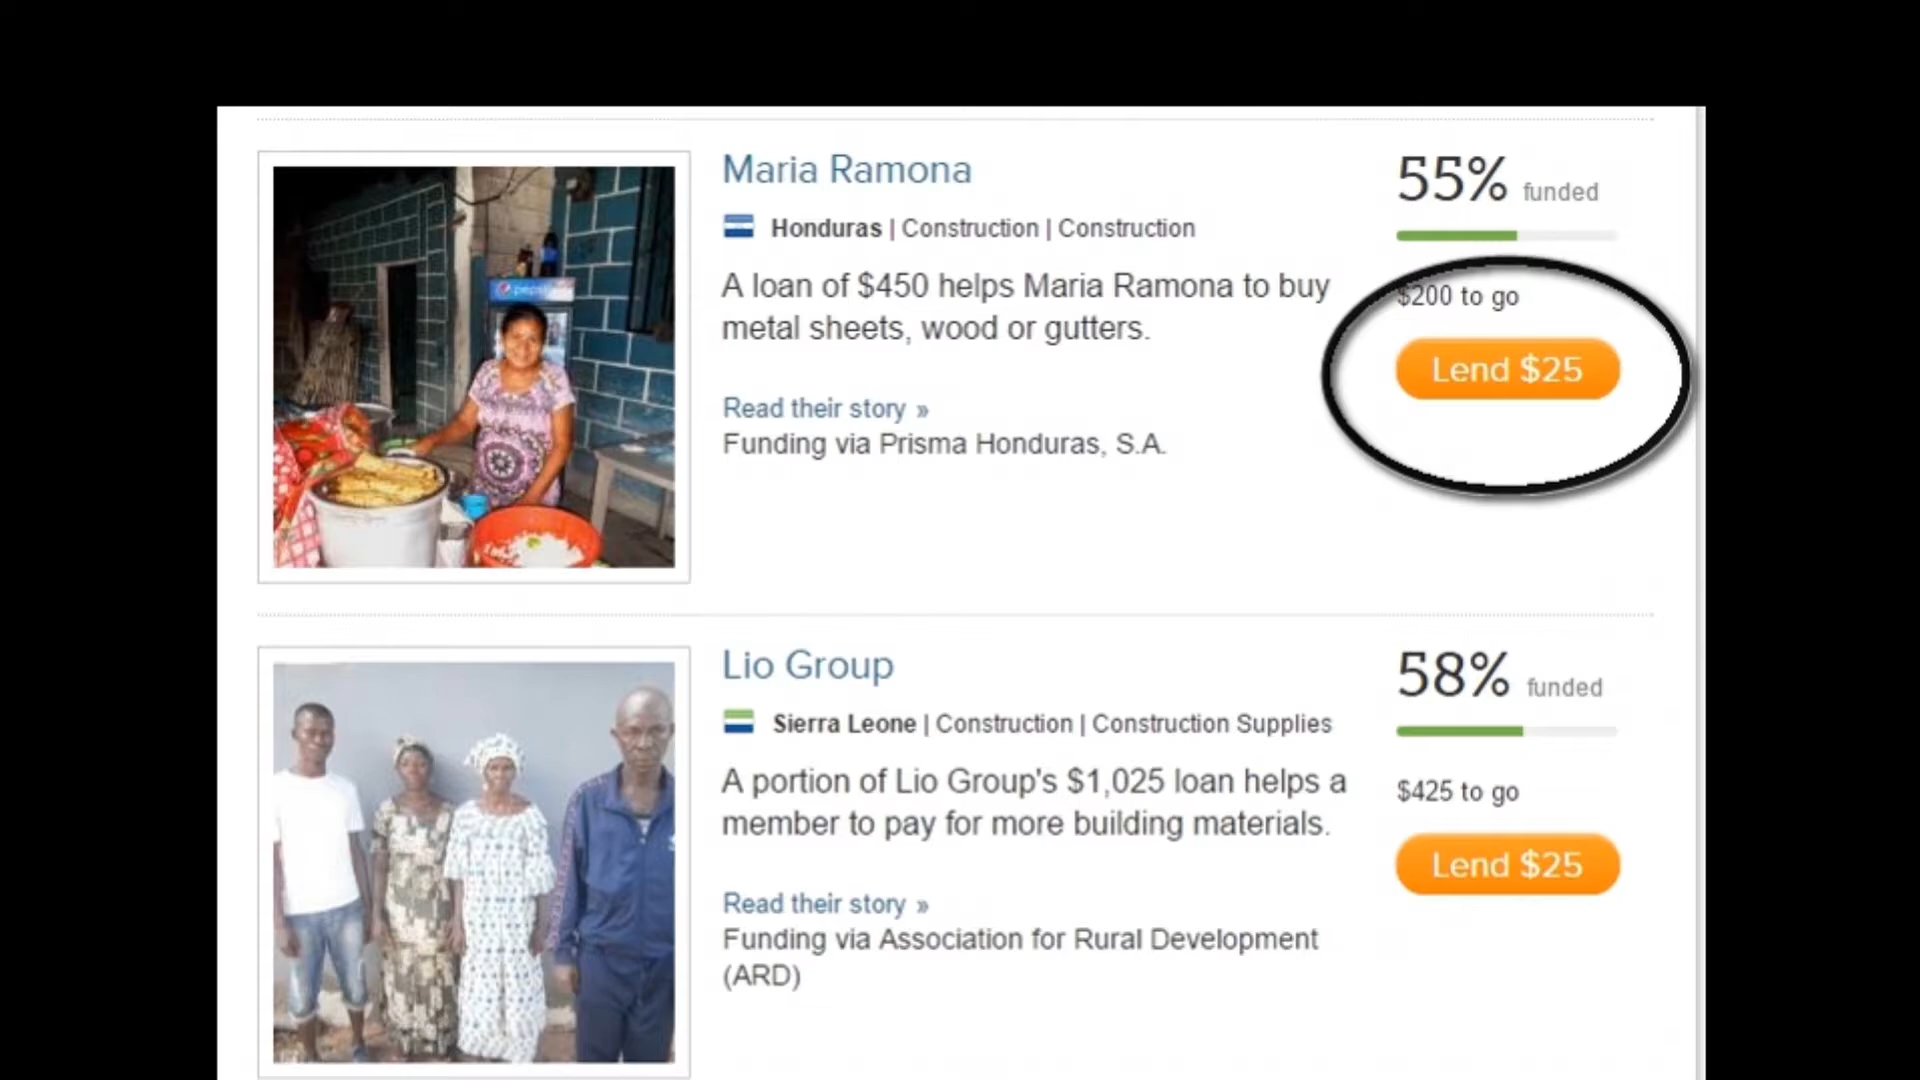 Maria Ramona
Honduras | Construction | Construction
A loan of $450 helps Maria Ramona to buy
metal sheets, wood or gutters.
Read their story »
Funding via Prisma Honduras, S.A.
55% funded
$200 to go
Lend $25
pepsi
Lio Group
Sierra Leone | Construction | Construction Supplies
A portion of Lio Group's $1,025 loan helps a
member to pay for more building materials.
Read their story »
Funding via Association for Rural Development
(ARD)
58% funded
$425 to go
Lend $25